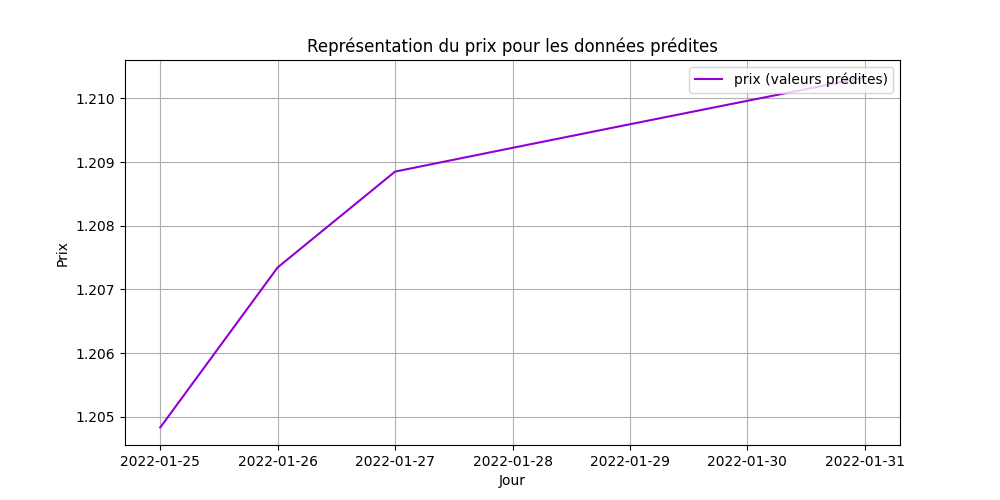 Représentation du prix pour les données prédites
prix (valeurs prédites)
1.210
1.209
1.208
1.207
1.206
1.205
Prix
2022-01-25 2022-01-26 2022-01-27 2022-01-28 2022-01-29 2022-01-30 2022-01-31
Jour